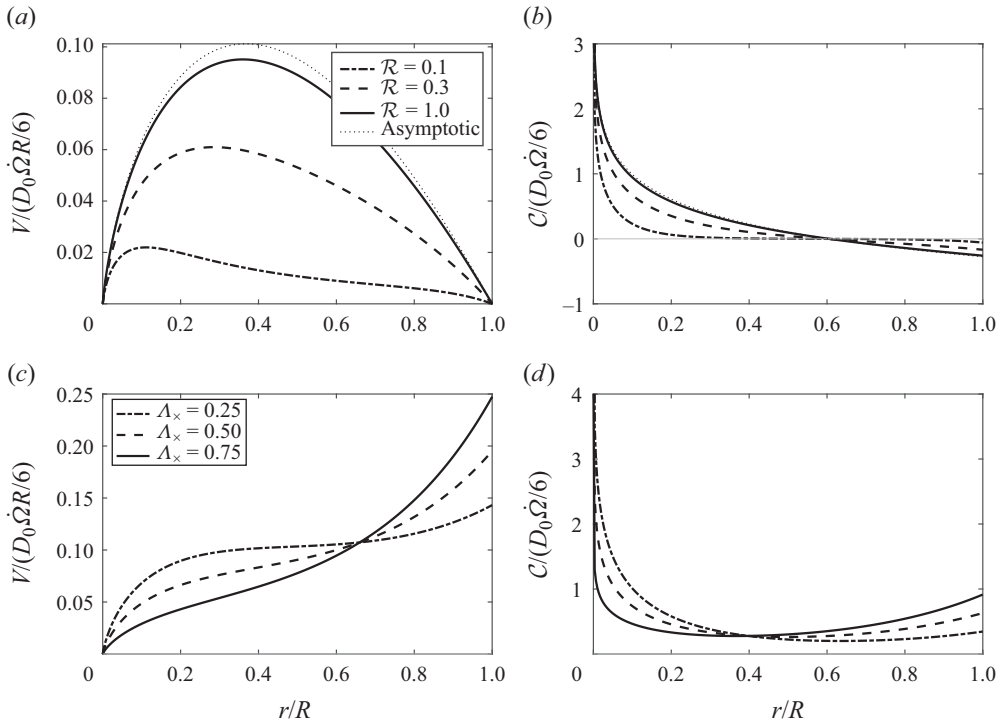 (a)
(b)
0.10
0.08
0.06
0.04
0.02
0
0.2
0.4
0.6
0.8
1.0
V/(D₀Ω̇R/6)
ℛ = 0.1
ℛ = 0.3
ℛ = 1.0
Asymptotic
3
2
1
0
–1
0
0.2
0.4
0.6
0.8
1.0
𝒞/(D₀Ω̇/6)
(c)
(d)
0.25
0.20
0.15
0.10
0.05
0
0.2
0.4
0.6
0.8
1.0
V/(D₀Ω̇R/6)
Λ× = 0.25
Λ× = 0.50
Λ× = 0.75
r/R
4
3
2
1
0
0.2
0.4
0.6
0.8
1.0
𝒞/(D₀Ω̇/6)
r/R